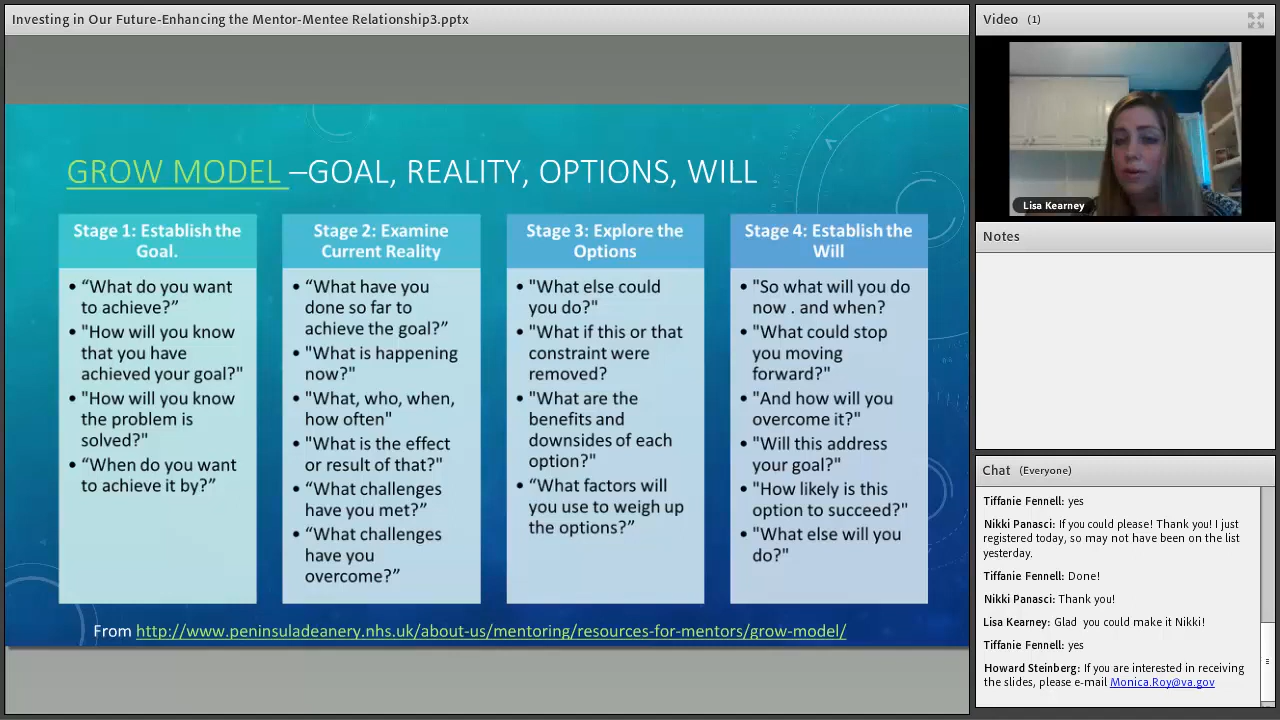 Investing in Our Future-Enhancing the Mentor-Mentee Relationship3.pptx
GROW MODEL –GOAL, REALITY, OPTIONS, WILL
Stage 1: Establish the
Goal.
• “What do you want
to achieve?”
• "How will you know
that you have
achieved your goal?"
• "How will you know
the problem is
solved?"
• “When do you want
to achieve it by?”
Stage 2: Examine
Current Reality
• “What have you
done so far to
achieve the goal?”
• "What is happening
now?"
• "What, who, when,
how often"
• "What is the effect
or result of that?"
• “What challenges
have you met?”
• “What challenges
have you
overcome?”
Stage 3: Explore the
Options
• "What else could
you do?"
• "What if this or that
constraint were
removed?
• "What are the
benefits and
downsides of each
option?"
• “What factors will
you use to weigh up
the options?”
Stage 4: Establish the
Will
• "So what will you do
now . and when?
• "What could stop
you moving
forward?"
• "And how will you
overcome it?"
• "Will this address
your goal?"
• "How likely is this
option to succeed?"
• "What else will you
do?"
From http://www.peninsuladeanery.nhs.uk/about-us/mentoring/resources-for-mentors/grow-model/
Video (1)
Lisa Kearney
Notes
Chat (Everyone)
Tiffanie Fennell: yes
Nikki Panasci: If you could please! Thank you! I just
registered today, so may not have been on the list
yesterday.
Tiffanie Fennell: Done!
Nikki Panasci: Thank you!
Lisa Kearney: Glad you could make it Nikki!
Tiffanie Fennell: yes
Howard Steinberg: If you are interested in receiving
the slides, please e-mail Monica.Roy@va.gov